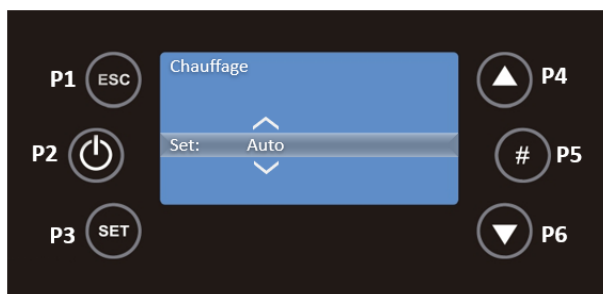 P1 ESC
Chauffage
P4
P2
Set: Auto
# P5
P3 SET
P6